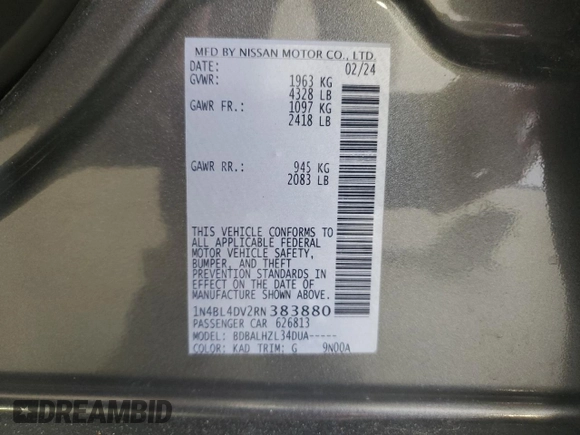 MFD BY NISSAN MOTOR CO., LTD.
DATE: 02/24
GVWR: 1963 KG
4328 LB
GAWR FR.: 1097 KG
2418 LB
GAWR RR.: 945 KG
2083 LB
THIS VEHICLE CONFORMS TO
ALL APPLICABLE FEDERAL
MOTOR VEHICLE SAFETY,
BUMPER, AND THEFT
PREVENTION STANDARDS IN
EFFECT ON THE DATE OF
MANUFACTURE SHOWN ABOVE.
1N4BL4DV2RN383880
PASSENGER CAR 626813
MODEL: BDBALHZL34DUA-----
COLOR: KAD TRIM: G 9N00A
DREAMBID